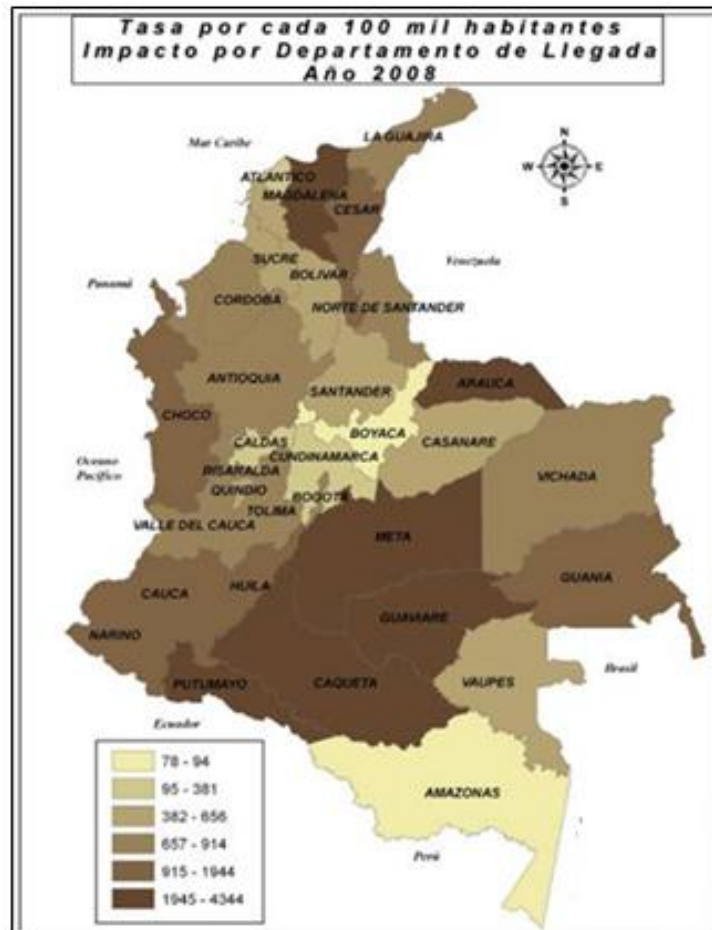 Tasa por cada 100 mil habitantes
Impacto por Departamento de Llegada
Año 2008
Mar Caribe
LA GUAJIRA
N
W
E
S
ATLANTICO
MAGDALENA
CESAR
Venezuela
SUCRE
BOLIVAR
Panamá
CORDOBA
NORTE DE SANTANDER
ANTIOQUIA
SANTANDER
ARAUCA
CHOCO
BOYACA
CALDAS
CASANARE
CUNDINAMARCA
Oceano
Pacífico
RISARALDA
VICHADA
QUINDIO
BOGOTA
TOLIMA
VALLE DEL CAUCA
META
HUILA
GUANIA
CAUCA
GUAVIARE
NARINO
Brasil
PUTUMAYO
CAQUETA
VAUPES
Ecuador
78 - 94
95 - 381
382 - 656
657 - 914
915 - 1944
1945 - 4344
AMAZONAS
Perú